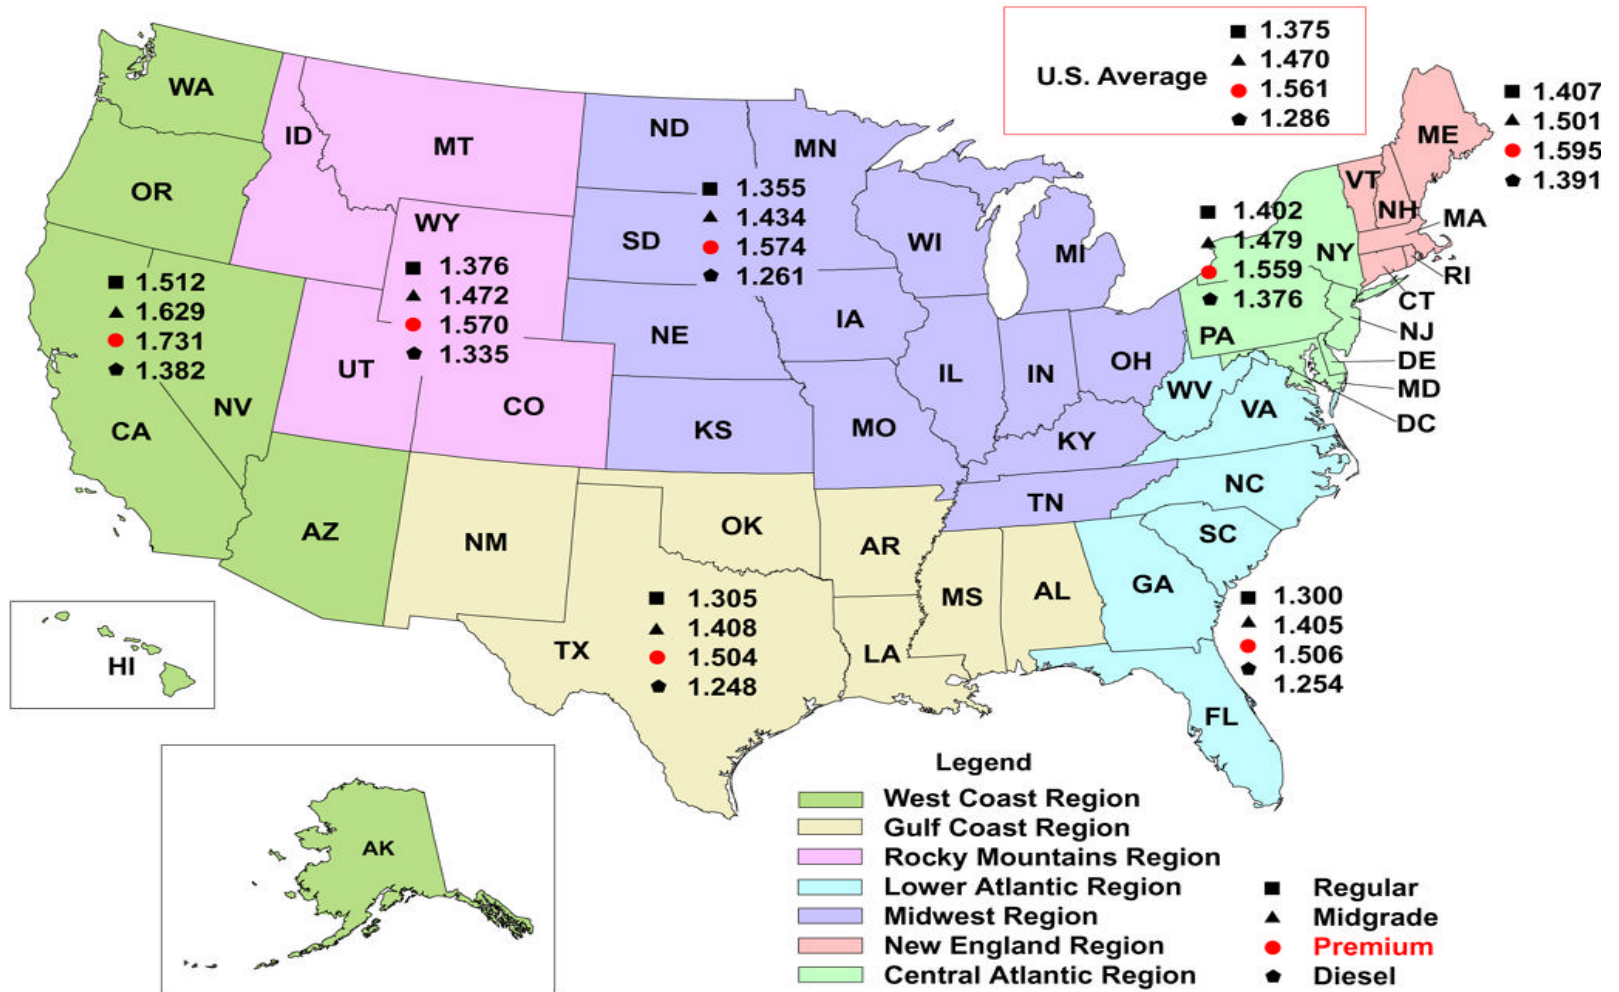 U.S. Average
1.375
1.470
1.561
1.286
WA
OR
CA
NV
AZ
1.512
1.629
1.731
1.382
ID
MT
WY
UT
CO
1.376
1.472
1.570
1.335
ND
MN
SD
WI
MI
NE
IA
IL
IN
OH
KS
MO
KY
TN
1.355
1.434
1.574
1.261
ME
VT
NH
MA
RI
CT
1.407
1.501
1.595
1.391
NY
PA
NJ
DE
MD
DC
1.402
1.479
1.559
1.376
WV
VA
NC
SC
GA
FL
1.300
1.405
1.506
1.254
NM
OK
AR
TX
LA
MS
AL
1.305
1.408
1.504
1.248
HI
AK
Legend
West Coast Region
Gulf Coast Region
Rocky Mountains Region
Lower Atlantic Region
Midwest Region
New England Region
Central Atlantic Region
Regular
Midgrade
Premium
Diesel